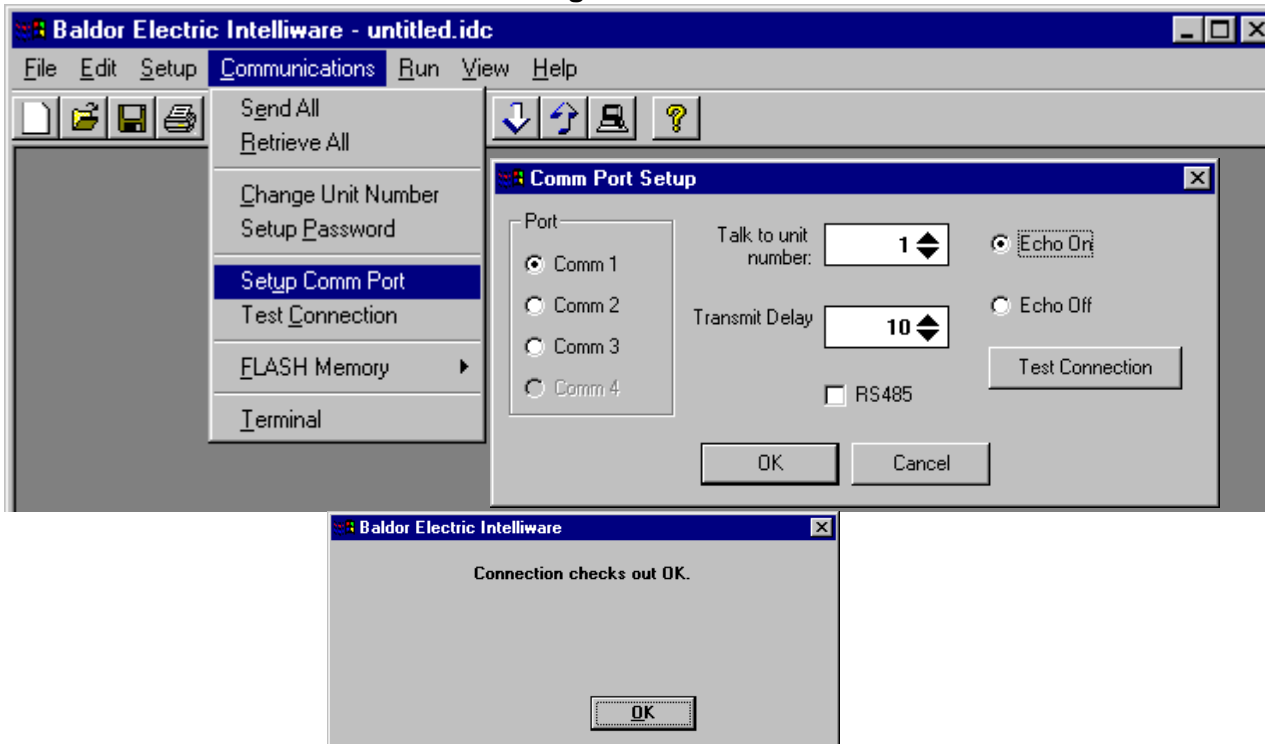 Baldor Electric Intelliware - untitled.idc
File Edit Setup Communications Run View Help
Send All
Retrieve All
Change Unit Number
Setup Password
Setup Comm Port
Test Connection
FLASH Memory
Terminal
Comm Port Setup
Port
Comm 1
Comm 2
Comm 3
Comm 4
Talk to unit
number:
1
Transmit Delay
10
RS485
Echo On
Echo Off
Test Connection
OK Cancel
Baldor Electric Intelliware
Connection checks out OK.
OK